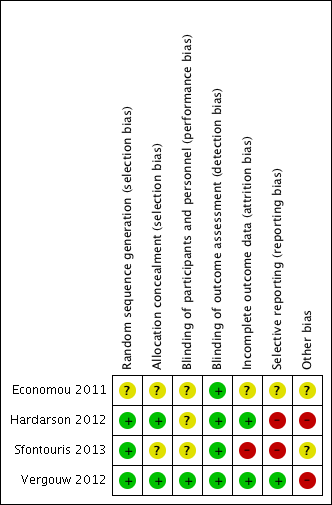 Random sequence generation (selection bias)
Allocation concealment (selection bias)
Blinding of participants and personnel (performance bias)
Blinding of outcome assessment (detection bias)
Incomplete outcome data (attrition bias)
Selective reporting (reporting bias)
Other bias
Economou 2011 ? ? ? + ? ? ?
Hardarson 2012 + + ? + + - -
Sfontouris 2013 + ? ? + - - ?
Vergouw 2012 + + + + + + -